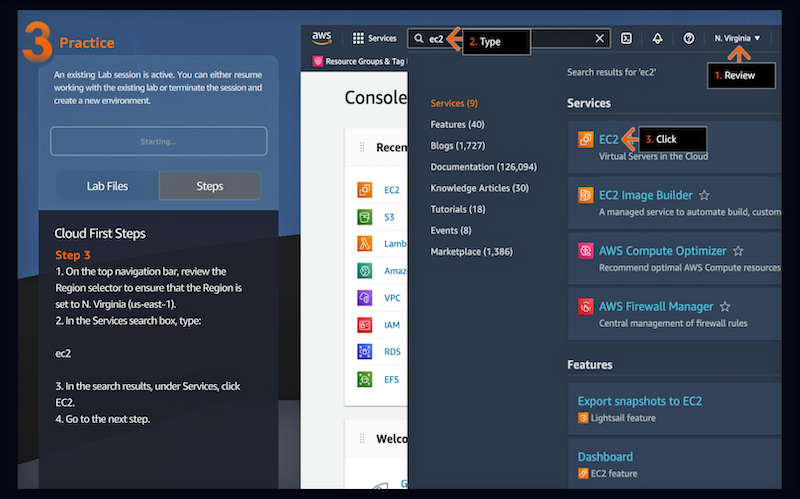 3 Practice
An existing Lab session is active. You can either resume
working with the existing lab or terminate the session and
create a new environment.
Starting...
Lab Files
Steps
Cloud First Steps
Step 3
1. On the top navigation bar, review the
Region selector to ensure that the Region is
set to N. Virginia (us-east-1).
2. In the Services search box, type:
ec2
3. In the search results, under Services, click
EC2.
4. Go to the next step.
aws
Services
ec2
2. Type
N. Virginia
Resource Groups & Tag
1. Review
Console
Recen
EC2
S3
Lamb
Amaz
VPC
IAM
RDS
EFS
Welco
G
Search results for 'ec2'
Services (9)
Features (40)
Blogs (1,727)
Documentation (126,094)
Knowledge Articles (30)
Tutorials (18)
Events (8)
Marketplace (1,386)
Services
EC2
3. Click
Virtual Servers in the Cloud
EC2 Image Builder
A managed service to automate build, custom
AWS Compute Optimizer
Recommend optimal AWS Compute resources
AWS Firewall Manager
Central management of firewall rules
Features
Export snapshots to EC2
Lightsail feature
Dashboard
EC2 feature